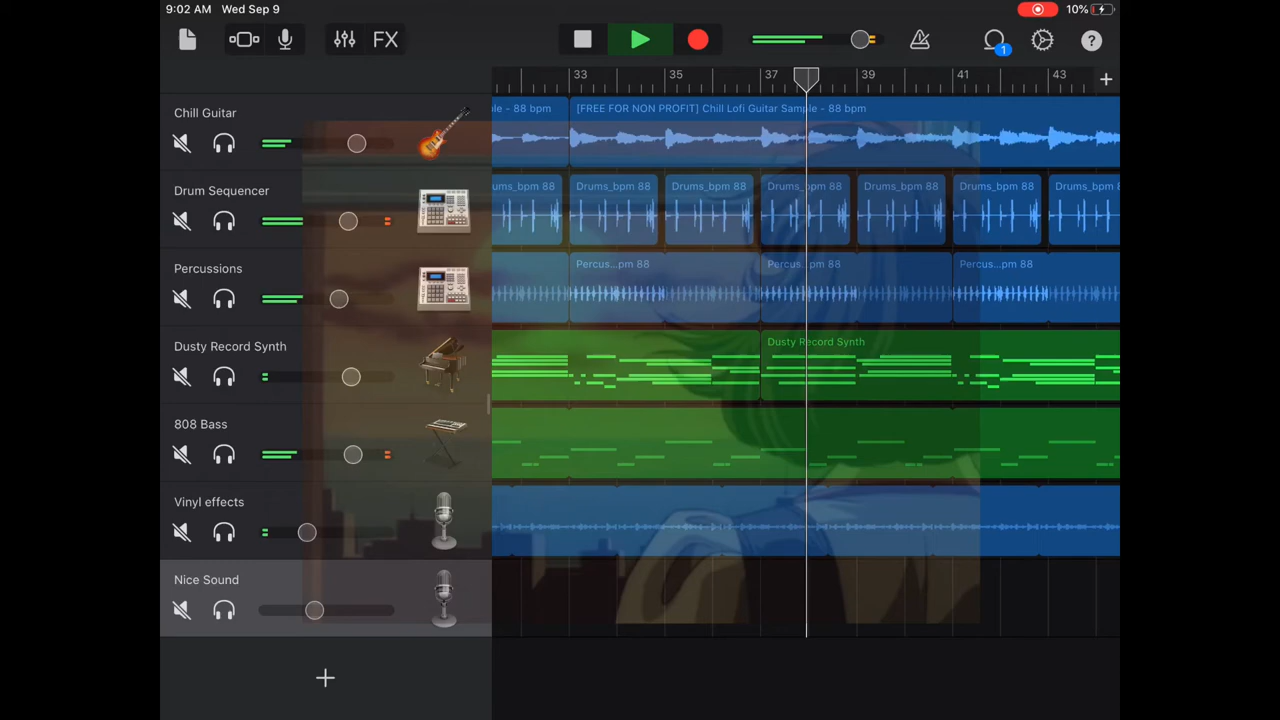 9:02 AM Wed Sep 9
10%
FX
1
?
33 35 37 39 41 43
Chill Guitar
le - 88 bpm
[FREE FOR NON PROFIT] Chill Lofi Guitar Sample - 88 bpm
Drum Sequencer
Drums_bpm 88
Drums_bpm 88
Drums_bpm 88
Drums_bpm 88
Drums_bpm 88
Drums_bpm 88
Drums_bpm 8
Percussions
Percus...pm 88
Percus...pm 88
Percus...pm 88
Dusty Record Synth
Dusty Record Synth
808 Bass
Vinyl effects
Nice Sound